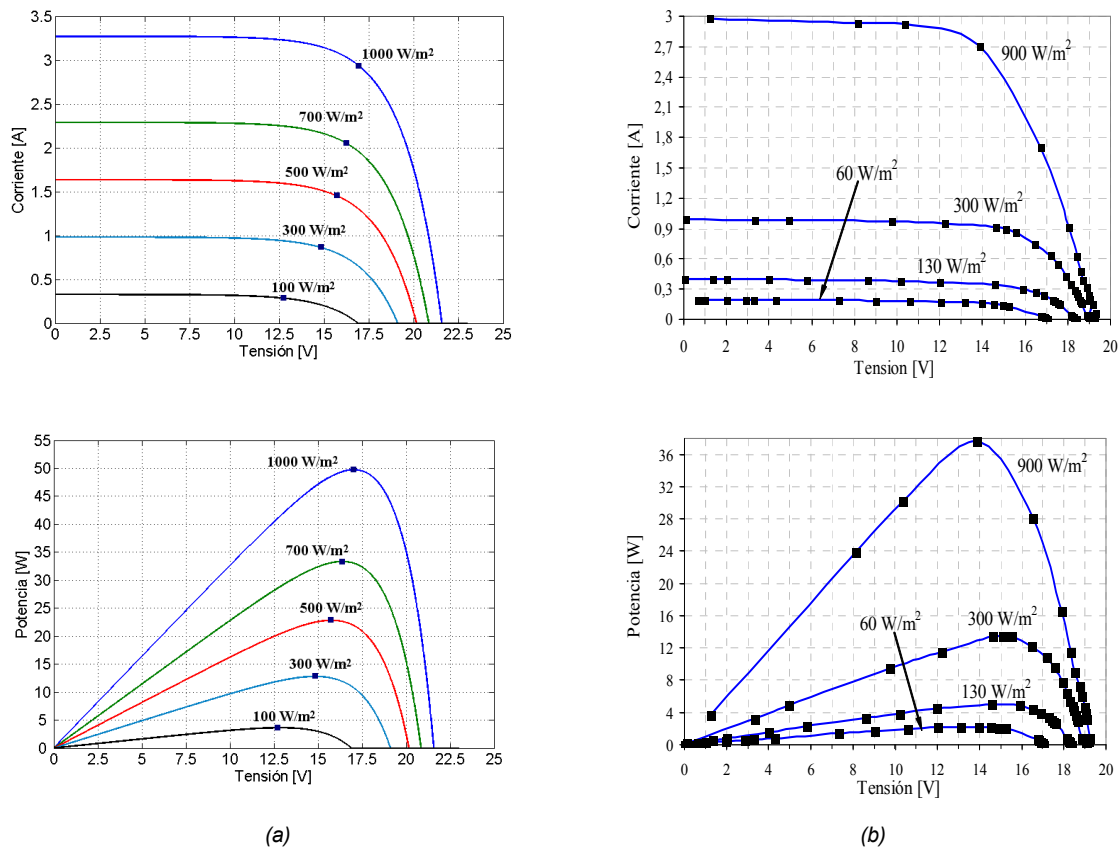 3.5
3
2.5
2
1.5
1
0.5
0
Corriente [A]
1000 W/m²
700 W/m²
500 W/m²
300 W/m²
100 W/m²
0 2.5 5 7.5 10 12.5 15 17.5 20 22.5 25
Tensión [V]
3
2,7
2,4
2,1
1,8
1,5
1,2
0,9
0,6
0,3
0
Corriente [A]
900 W/m²
60 W/m²
300 W/m²
130 W/m²
0 2 4 6 8 10 12 14 16 18 20
Tension [V]
55
50
45
40
35
30
25
20
15
10
5
0
Potencia [W]
1000 W/m²
700 W/m²
500 W/m²
300 W/m²
100 W/m²
0 2.5 5 7.5 10 12.5 15 17.5 20 22.5 25
Tensión [V]
36
32
28
24
20
16
12
8
4
0
Potencia [W]
900 W/m²
60 W/m²
300 W/m²
130 W/m²
0 2 4 6 8 10 12 14 16 18 20
Tensión [V]
(a)
(b)